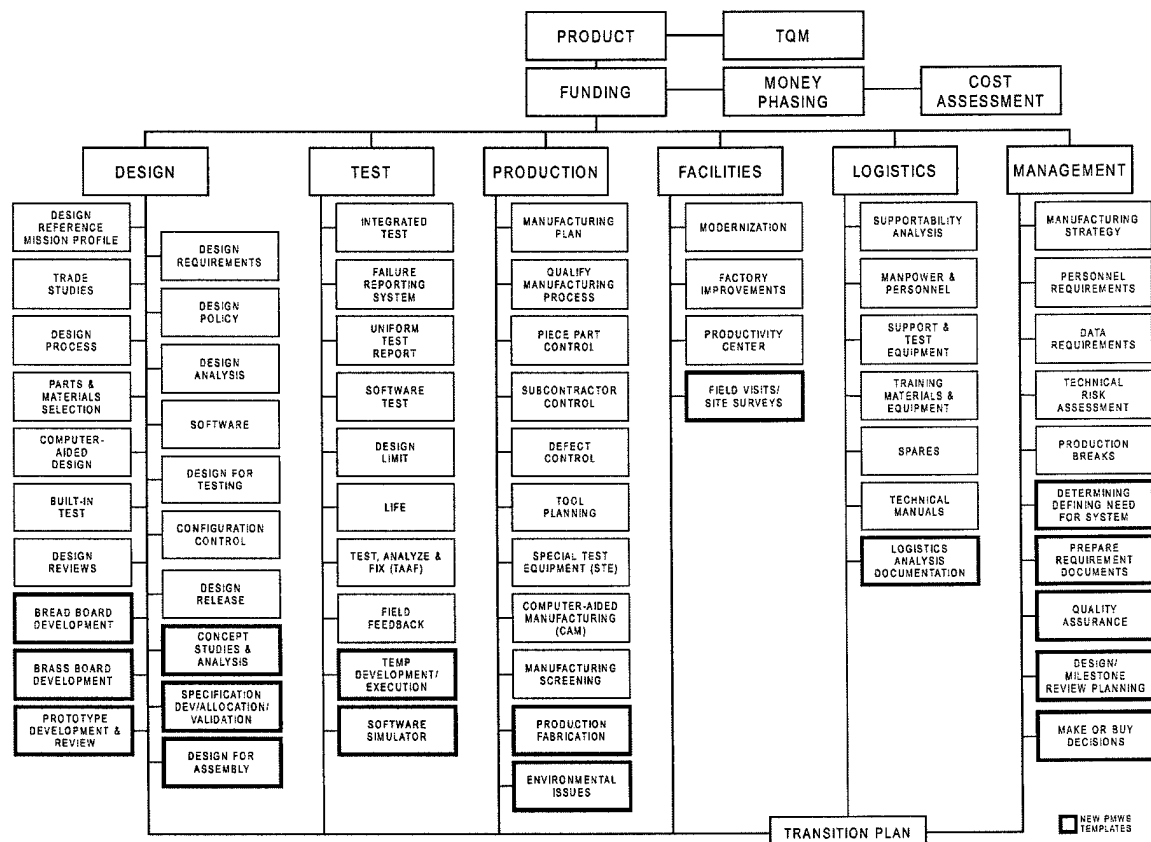 PRODUCT
TQM
FUNDING
MONEY
PHASING
COST
ASSESSMENT
DESIGN
TEST
PRODUCTION
FACILITIES
LOGISTICS
MANAGEMENT
DESIGN
REFERENCE
MISSION PROFILE
TRADE
STUDIES
DESIGN
PROCESS
PARTS &
MATERIALS
SELECTION
COMPUTER-
AIDED
DESIGN
BUILT-IN
TEST
DESIGN
REVIEWS
BREAD BOARD
DEVELOPMENT
BRASS BOARD
DEVELOPMENT
PROTOTYPE
DEVELOPMENT &
REVIEW
DESIGN
REQUIREMENTS
DESIGN
POLICY
DESIGN
ANALYSIS
SOFTWARE
DESIGN FOR
TESTING
CONFIGURATION
CONTROL
DESIGN
RELEASE
CONCEPT
STUDIES &
ANALYSIS
SPECIFICATION
DEV/ALLOCATION/
VALIDATION
DESIGN FOR
ASSEMBLY
INTEGRATED
TEST
FAILURE
REPORTING
SYSTEM
UNIFORM
TEST
REPORT
SOFTWARE
TEST
DESIGN
LIMIT
LIFE
TEST, ANALYZE &
FIX (TAAF)
FIELD
FEEDBACK
TEMP
DEVELOPMENT/
EXECUTION
SOFTWARE
SIMULATOR
MANUFACTURING
PLAN
QUALIFY
MANUFACTURING
PROCESS
PIECE PART
CONTROL
SUBCONTRACTOR
CONTROL
DEFECT
CONTROL
TOOL
PLANNING
SPECIAL TEST
EQUIPMENT (STE)
COMPUTER-AIDED
MANUFACTURING
(CAM)
MANUFACTURING
SCREENING
PRODUCTION
FABRICATION
ENVIRONMENTAL
ISSUES
MODERNIZATION
FACTORY
IMPROVEMENTS
PRODUCTIVITY
CENTER
FIELD VISITS/
SITE SURVEYS
SUPPORTABILITY
ANALYSIS
MANPOWER &
PERSONNEL
SUPPORT &
TEST
EQUIPMENT
TRAINING
MATERIALS &
EQUIPMENT
SPARES
TECHNICAL
MANUALS
LOGISTICS
ANALYSIS
DOCUMENTATION
MANUFACTURING
STRATEGY
PERSONNEL
REQUIREMENTS
DATA
REQUIREMENTS
TECHNICAL
RISK
ASSESSMENT
PRODUCTION
BREAKS
DETERMINING
DEFINING NEED
FOR SYSTEM
PREPARE
REQUIREMENT
DOCUMENTS
QUALITY
ASSURANCE
DESIGN/
MILESTONE
REVIEW PLANNING
MAKE OR BUY
DECISIONS
TRANSITION PLAN
NEW PMWS
TEMPLATES